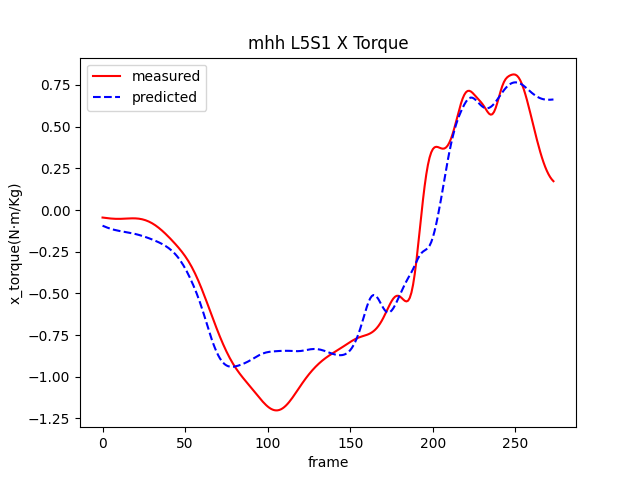 mhh L5S1 X Torque
measured
predicted
x_torque(N·m/Kg)
0.75
0.50
0.25
0.00
−0.25
−0.50
−0.75
−1.00
−1.25
0 50 100 150 200 250
frame